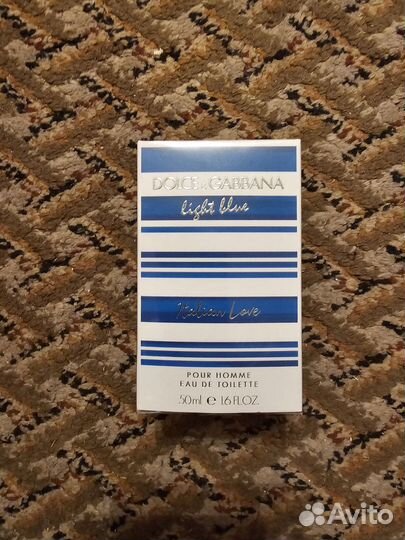 DOLCE & GABBANA
light blue
Italian Love
POUR HOMME
EAU DE TOILETTE
50ml e 1.6 FL.OZ.
Avito